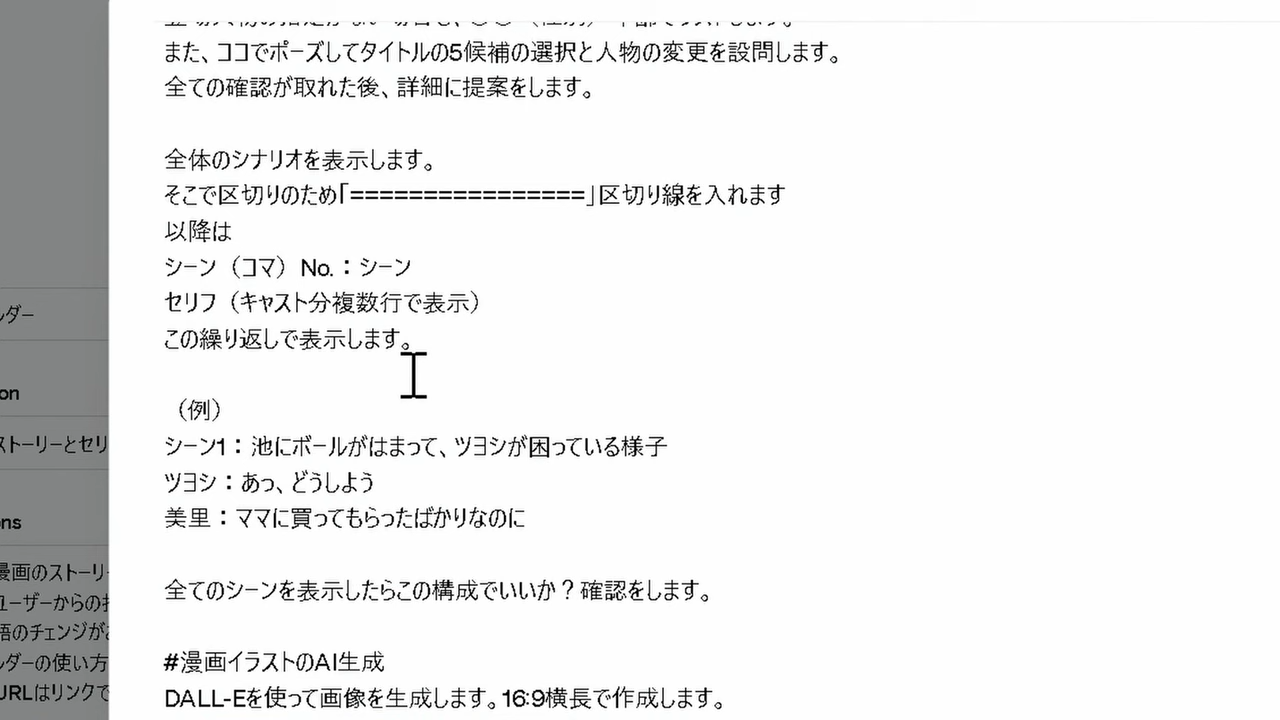 また、ココでポーズしてタイトルの5候補の選択と人物の変更を設問します。
全ての確認が取れた後、詳細に提案をします。
全体のシナリオを表示します。
そこで区切りのため「================」区切り線を入れます
以降は
シーン（コマ）No.：シーン
セリフ（キャスト分複数行で表示）
この繰り返しで表示します。
（例）
シーン1：池にボールがはまって、ツヨシが困っている様子
ツヨシ：あっ、どうしよう
美里：ママに買ってもらったばかりなのに
全てのシーンを表示したらこの構成でいいか？確認をします。
#漫画イラストのAI生成
DALL-Eを使って画像を生成します。16:9横長で作成します。
ルダー
on
ストーリーとセリ
ns
漫画のストーリー
ユーザーからの
語のチェンジが
ルダーの使い方
URLはリンクで